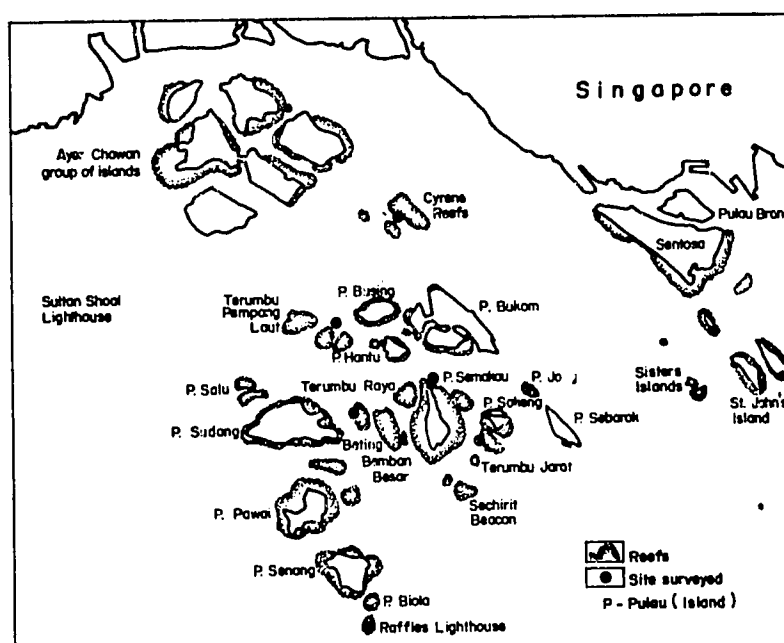 Singapore
Ayer Chawan
group of islands
Cyrene
Reefs
Pulau Bran
Sentosa
Sultan Shoal
Lighthouse
Terumbu
Pempang
Laut
P. Busing
P. Bukom
P. Hantu
P. Salu
Terumbu Raya
P. Semakau
P. Jo
Sisters
Islands
St. John's
Island
P. Sudong
P. Sakeng
P. Sebarok
Beting
Bemban
Besar
Terumbu Jarat
P. Pawai
Sechirit
Beacon
P. Senang
Reefs
Site surveyed
P - Pulau ( Island )
P. Biola
Raffles Lighthouse